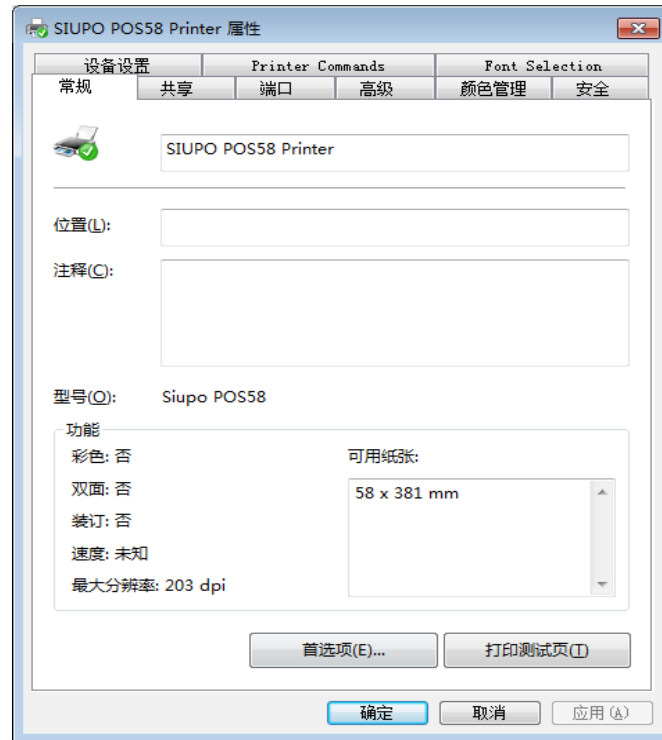 SIUPO POS58 Printer 属性
设备设置 Printer Commands Font Selection
常规 共享 端口 高级 颜色管理 安全
SIUPO POS58 Printer
位置(L):
注释(C):
型号(O): Siupo POS58
功能
彩色: 否 可用纸张:
双面: 否 58 x 381 mm
装订: 否
速度: 未知
最大分辨率: 203 dpi
首选项(E)... 打印测试页(T)
确定 取消 应用(A)